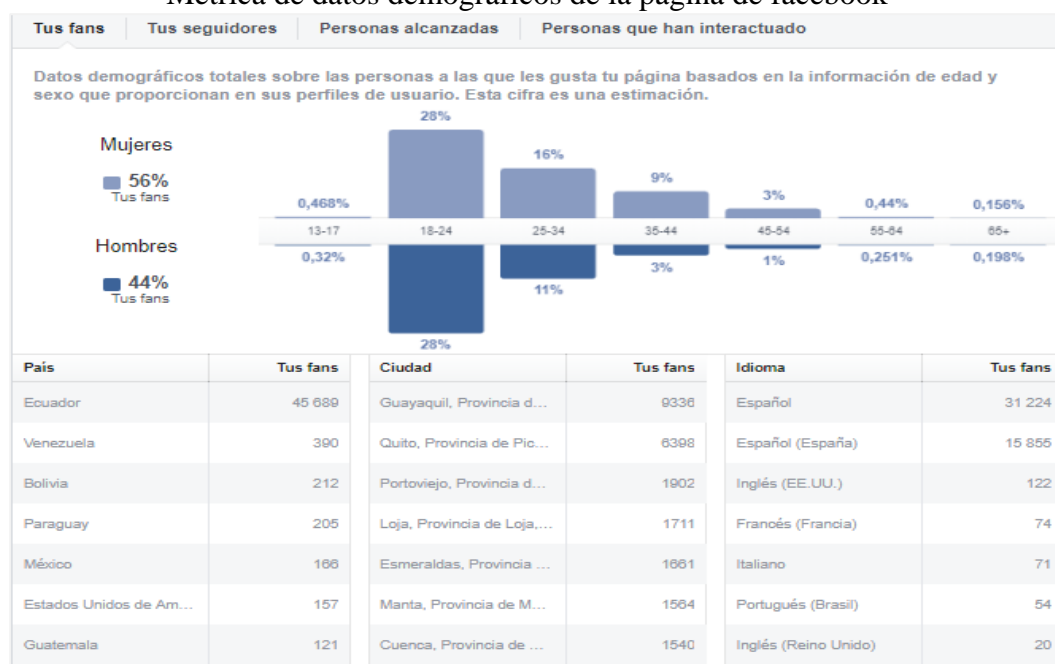 Métrica de datos demográficos de la página de facebook
Tus fans Tus seguidores Personas alcanzadas Personas que han interactuado
Datos demográficos totales sobre las personas a las que les gusta tu página basados en la información de edad y
sexo que proporcionan en sus perfiles de usuario. Esta cifra es una estimación.
Mujeres
56%
Tus fans
0,468% 28% 16% 9% 3% 0,44% 0,156%
13-17 18-24 25-34 35-44 45-54 55-64 65+
Hombres
44%
Tus fans
0,32% 28% 11% 3% 1% 0,251% 0,198%
País Tus fans Ciudad Tus fans Idioma Tus fans
Ecuador 45 689 Guayaquil, Provincia d... 9336 Español 31 224
Venezuela 390 Quito, Provincia de Pic... 6398 Español (España) 15 855
Bolivia 212 Portoviejo, Provincia d... 1902 Inglés (EE.UU.) 122
Paraguay 205 Loja, Provincia de Loja,... 1711 Francés (Francia) 74
México 166 Esmeraldas, Provincia ... 1661 Italiano 71
Estados Unidos de Am... 157 Manta, Provincia de M... 1564 Portugués (Brasil) 54
Guatemala 121 Cuenca, Provincia de ... 1540 Inglés (Reino Unido) 20